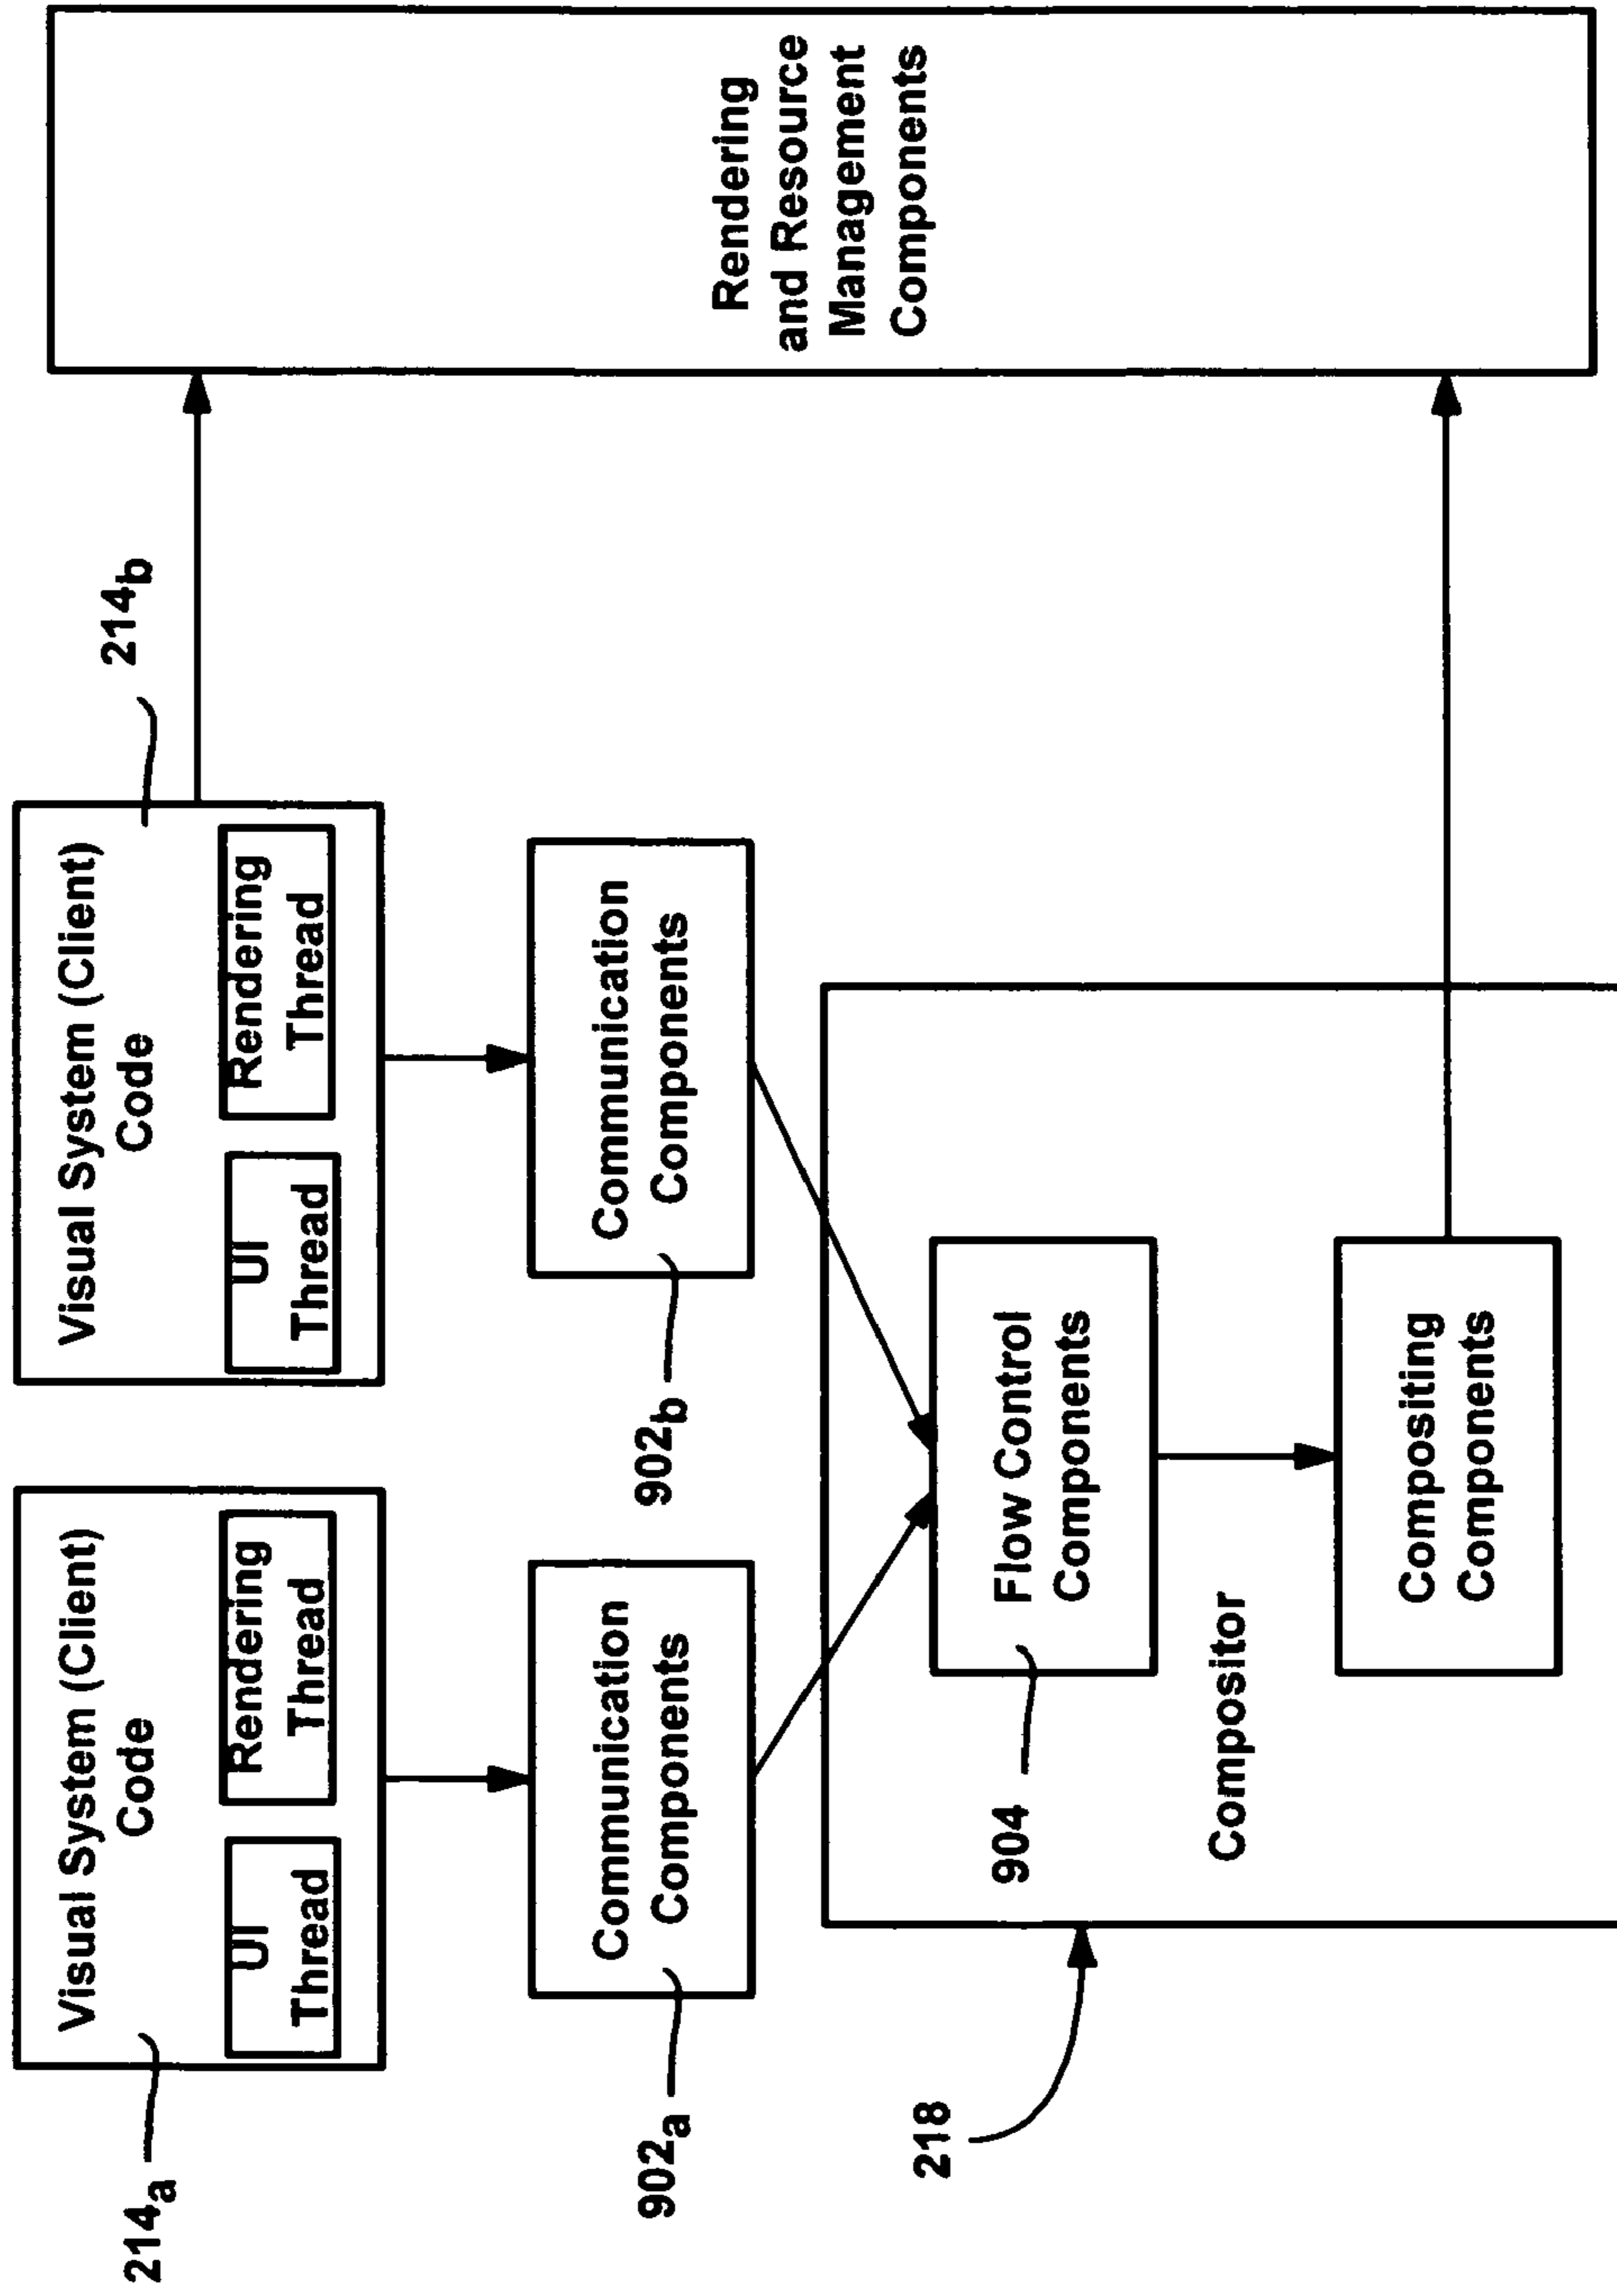 214a
Visual System (Client)
Code
UI
Thread
Rendering
Thread
214b
Visual System (Client)
Code
UI
Thread
Rendering
Thread
Rendering
and Resource
Management
Components
902a
Communication
Components
902b
Communication
Components
218
904
Flow Control
Components
Compositor
Compositing
Components